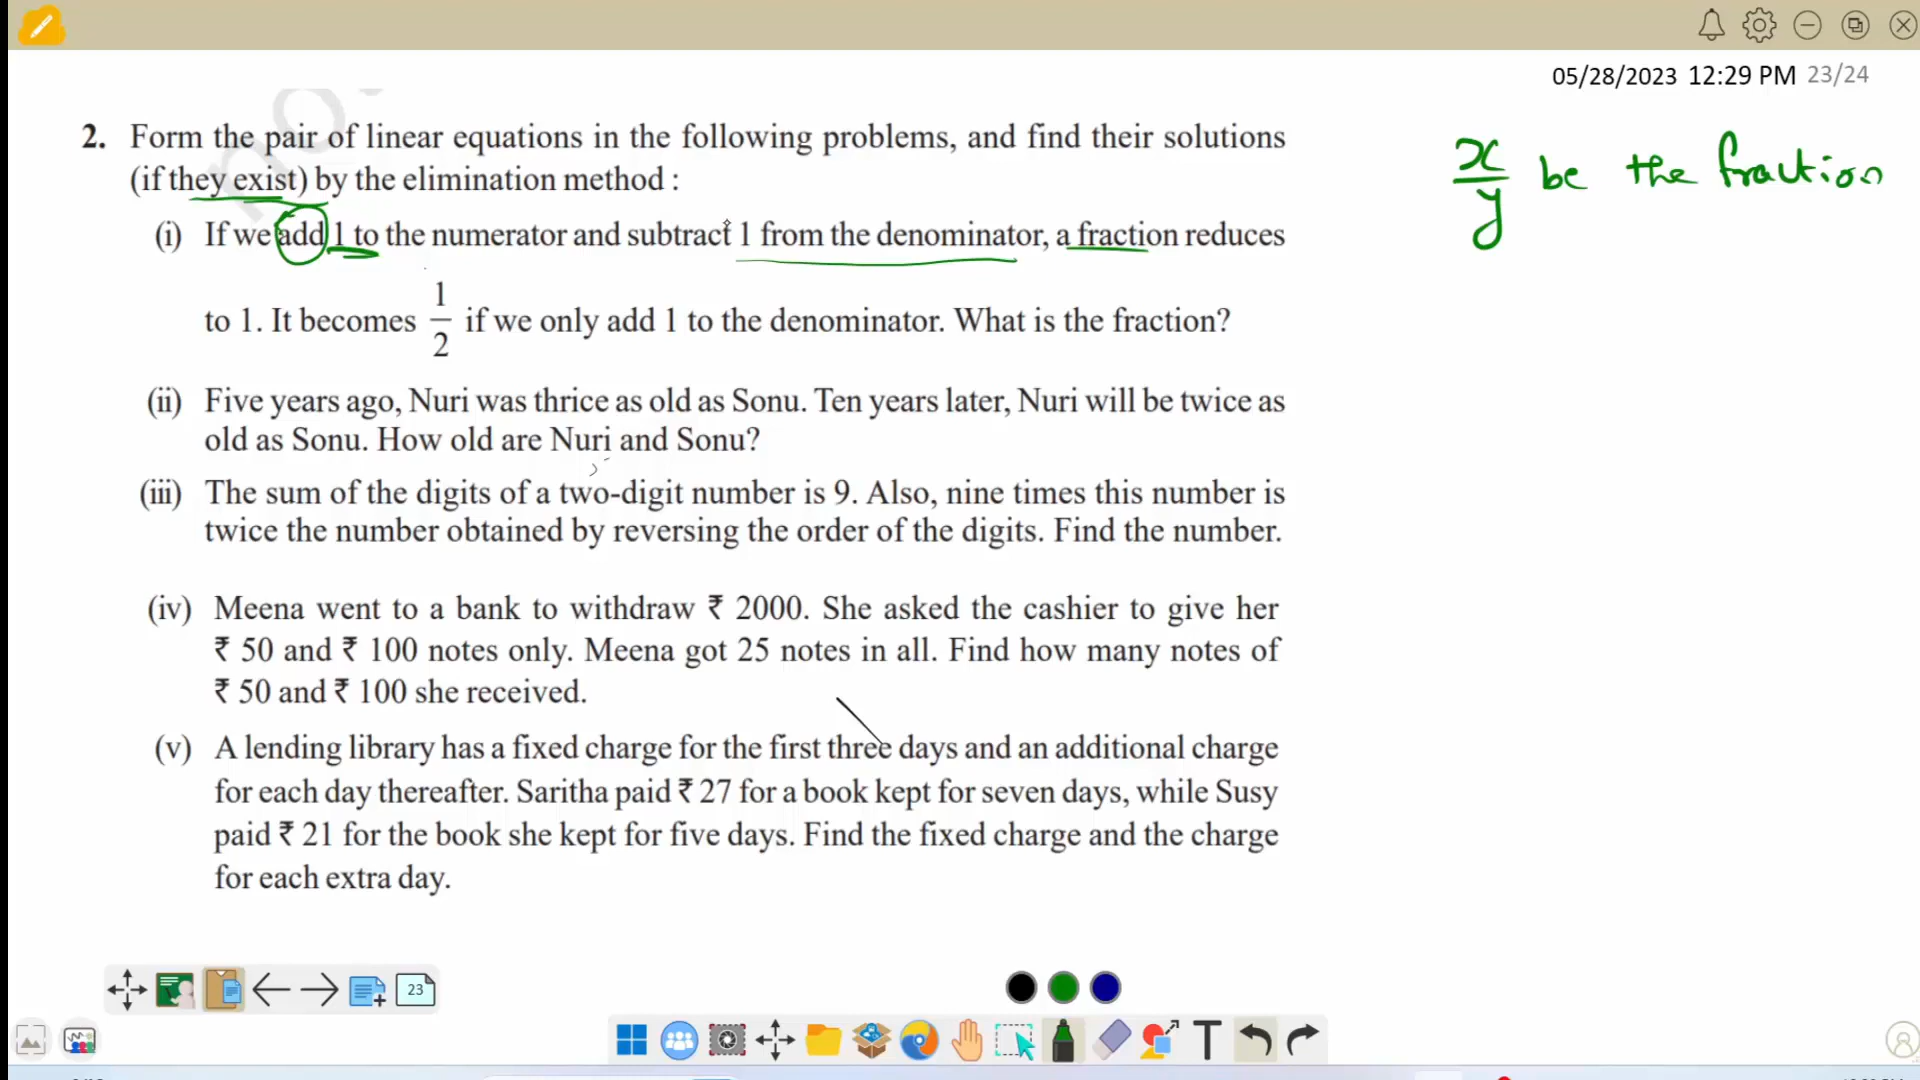 05/28/2023 12:29 PM 23/24
2. Form the pair of linear equations in the following problems, and find their solutions
(if they exist) by the elimination method :
(i) If we add 1 to the numerator and subtract 1 from the denominator, a fraction reduces
to 1. It becomes 1/2 if we only add 1 to the denominator. What is the fraction?
(ii) Five years ago, Nuri was thrice as old as Sonu. Ten years later, Nuri will be twice as
old as Sonu. How old are Nuri and Sonu?
(iii) The sum of the digits of a two-digit number is 9. Also, nine times this number is
twice the number obtained by reversing the order of the digits. Find the number.
(iv) Meena went to a bank to withdraw ₹ 2000. She asked the cashier to give her
₹ 50 and ₹ 100 notes only. Meena got 25 notes in all. Find how many notes of
₹ 50 and ₹ 100 she received.
(v) A lending library has a fixed charge for the first three days and an additional charge
for each day thereafter. Saritha paid ₹ 27 for a book kept for seven days, while Susy
paid ₹ 21 for the book she kept for five days. Find the fixed charge and the charge
for each extra day.
x/y be the fraction
23
T